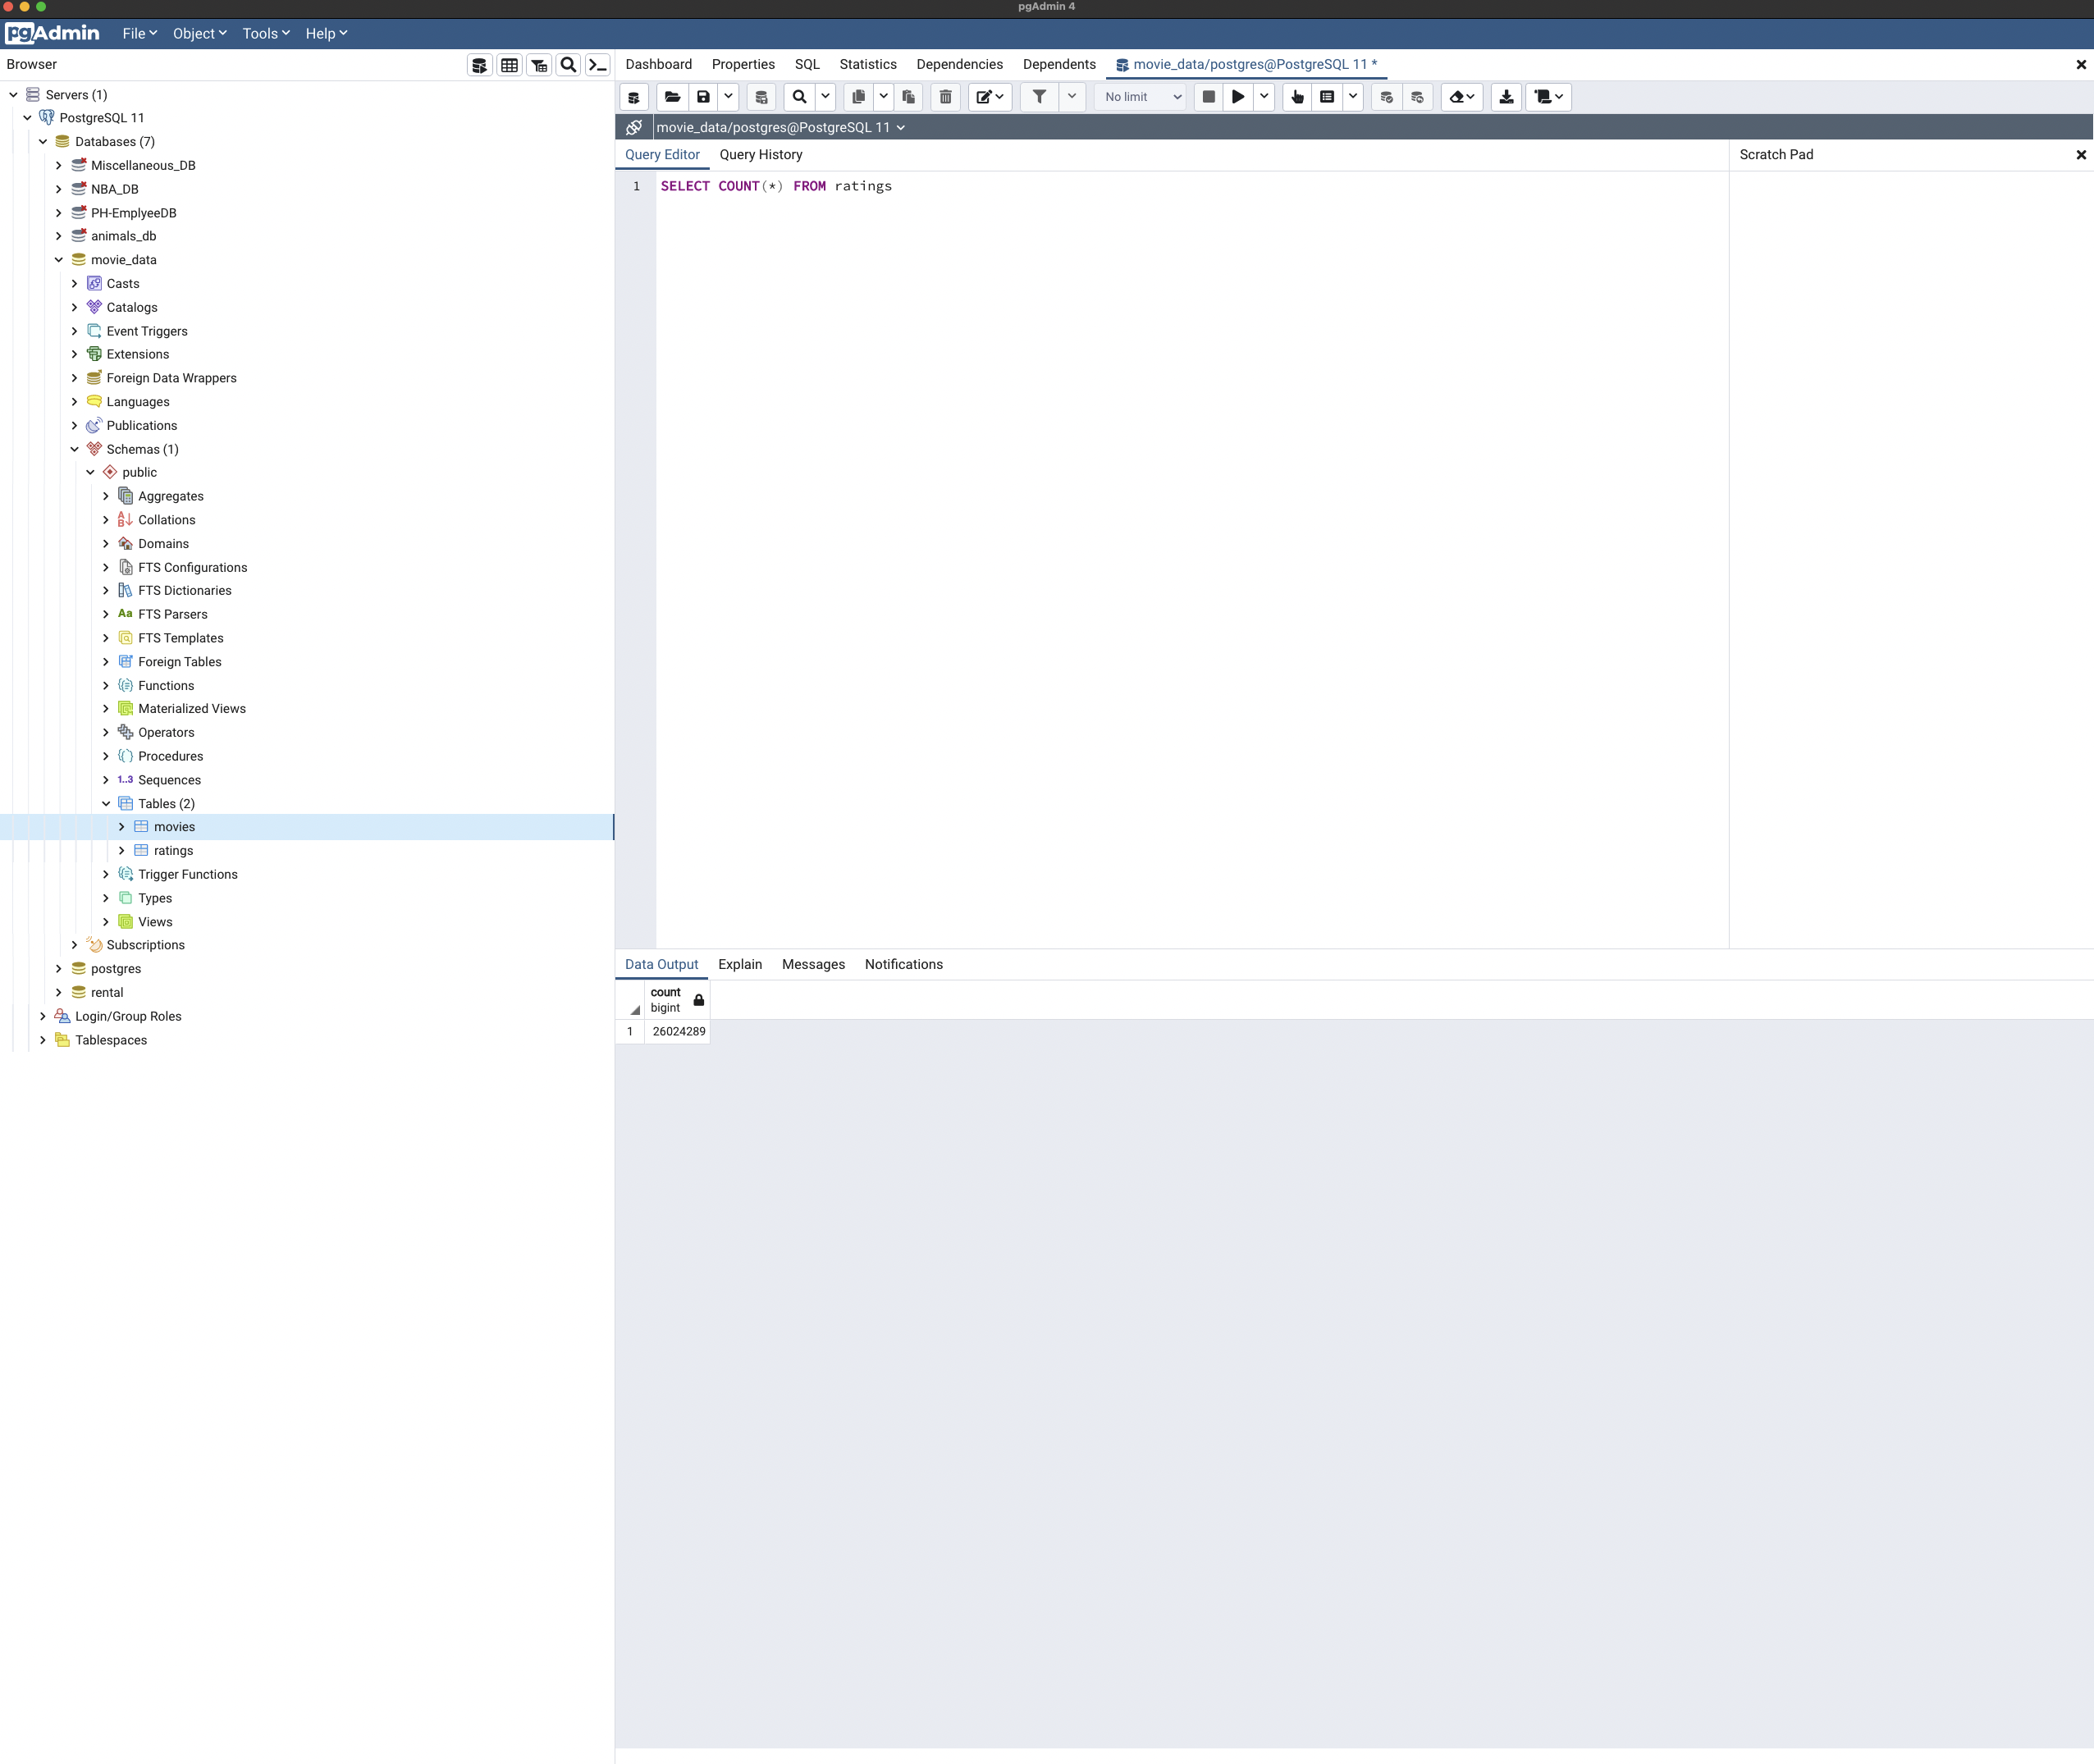 pgAdmin 4
pgAdmin File Object Tools Help
Browser
Dashboard Properties SQL Statistics Dependencies Dependents movie_data/postgres@PostgreSQL 11 *
No limit
movie_data/postgres@PostgreSQL 11
Query Editor Query History
Scratch Pad
1 SELECT COUNT(*) FROM ratings
Servers (1)
PostgreSQL 11
Databases (7)
Miscellaneous_DB
NBA_DB
PH-EmplyeeDB
animals_db
movie_data
Casts
Catalogs
Event Triggers
Extensions
Foreign Data Wrappers
Languages
Publications
Schemas (1)
public
Aggregates
Collations
Domains
FTS Configurations
FTS Dictionaries
Aa FTS Parsers
FTS Templates
Foreign Tables
Functions
Materialized Views
Operators
Procedures
1..3 Sequences
Tables (2)
movies
ratings
Trigger Functions
Types
Views
Subscriptions
postgres
rental
Login/Group Roles
Tablespaces
Data Output Explain Messages Notifications
count
bigint
1 26024289